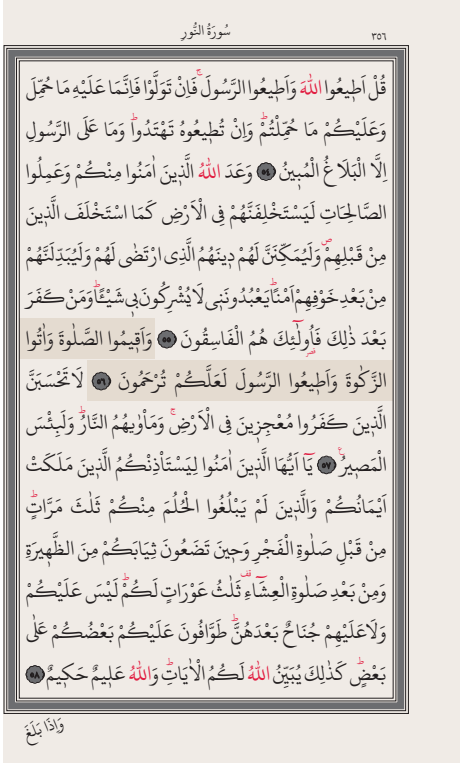 سُورَةُ النُّورِ
٣٥٦
قُلْ اَطٖيعُوا اللّٰهَ وَاَطٖيعُوا الرَّسُولَۚ فَاِنْ تَوَلَّوْا فَاِنَّمَا عَلَيْهِ مَا حُمِّلَ
وَعَلَيْكُمْ مَا حُمِّلْتُمْؕ وَاِنْ تُطٖيعُوهُ تَهْتَدُواؕ وَمَا عَلَى الرَّسُولِ
اِلَّا الْبَلَاغُ الْمُبٖينُ ﴿٥٤﴾ وَعَدَ اللّٰهُ الَّذٖينَ اٰمَنُوا مِنْكُمْ وَعَمِلُوا
الصَّالِحَاتِ لَيَسْتَخْلِفَنَّهُمْ فِى الْاَرْضِ كَمَا اسْتَخْلَفَ الَّذٖينَ
مِنْ قَبْلِهِمْࣕ وَلَيُمَكِّنَنَّ لَهُمْ دٖينَهُمُ الَّذِى ارْتَضٰى لَهُمْ وَلَيُبَدِّلَنَّهُمْ
مِنْ بَعْدِ خَوْفِهِمْ اَمْنًاؕ يَعْبُدُونَنٖى لَا يُشْرِكُونَ بٖى شَيْـًٔاؕ وَمَنْ كَفَرَ
بَعْدَ ذٰلِكَ فَاُولٰٓئِكَ هُمُ الْفَاسِقُونَ ﴿٥٥﴾ وَاَقٖيمُوا الصَّلٰوةَ وَاٰتُوا
الزَّكٰوةَ وَاَطٖيعُوا الرَّسُولَ لَعَلَّكُمْ تُرْحَمُونَ ﴿٥٦﴾ لَا تَحْسَبَنَّ
الَّذٖينَ كَفَرُوا مُعْجِزٖينَ فِى الْاَرْضِۚ وَمَاْوٰيهُمُ النَّارُؕ وَلَبِئْسَ
الْمَصٖيرُ ﴿٥٧﴾ يَٓا اَيُّهَا الَّذٖينَ اٰمَنُوا لِيَسْتَاْذِنْكُمُ الَّذٖينَ مَلَكَتْ
اَيْمَانُكُمْ وَالَّذٖينَ لَمْ يَبْلُغُوا الْحُلُمَ مِنْكُمْ ثَلٰثَ مَرَّاتٍؕ
مِنْ قَبْلِ صَلٰوةِ الْفَجْرِ وَحٖينَ تَضَعُونَ ثِيَابَكُمْ مِنَ الظَّهٖيرَةِ
وَمِنْ بَعْدِ صَلٰوةِ الْعِشَٓاءِࣞ ثَلٰثُ عَوْرَاتٍ لَكُمْؕ لَيْسَ عَلَيْكُمْ
وَلَا عَلَيْهِمْ جُنَاحٌ بَعْدَهُنَّؕ طَوَّافُونَ عَلَيْكُمْ بَعْضُكُمْ عَلٰى
بَعْضٍؕ كَذٰلِكَ يُبَيِّنُ اللّٰهُ لَكُمُ الْاٰيَاتِؕ وَاللّٰهُ عَلٖيمٌ حَكٖيمٌ ﴿٥٨﴾
وَاِذَا بَلَغَ